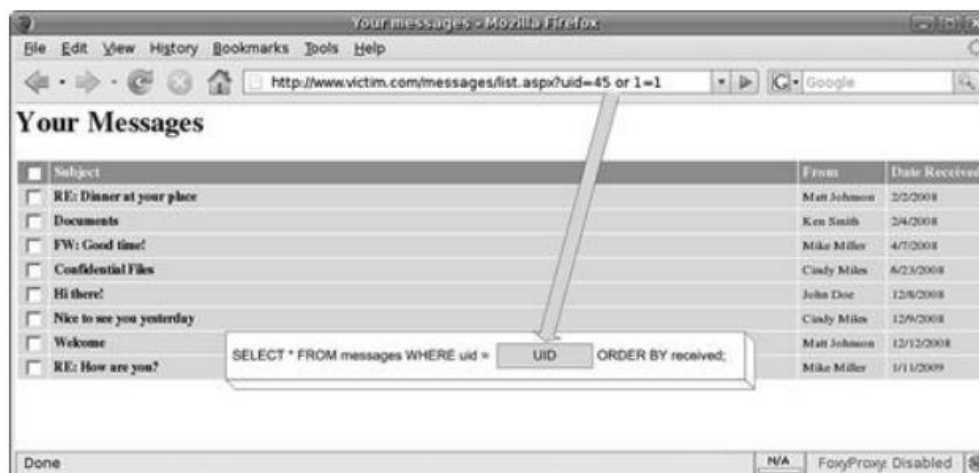 Your messages - Mozilla Firefox
File Edit View History Bookmarks Tools Help
http://www.victim.com/messages/list.aspx?uid=45 or 1=1
G Google
Your Messages
Subject From Date Received
RE: Dinner at your place Matt Johnson 2/2/2008
Documents Ken Smith 2/4/2008
FW: Good time! Mike Miller 4/7/2008
Confidential Files Cindy Miles 6/23/2008
Hi there! John Doe 12/8/2008
Nice to see you yesterday Cindy Miles 12/9/2008
Welcome Matt Johnson 12/12/2008
RE: How are you? Mike Miller 1/11/2009
SELECT * FROM messages WHERE uid = UID ORDER BY received;
Done N/A FoxyProxy: Disabled